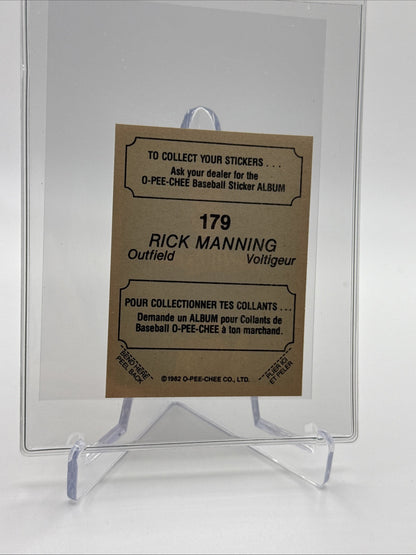 TO COLLECT YOUR STICKERS . . .
Ask your dealer for the
O-PEE-CHEE Baseball Sticker ALBUM
179
RICK MANNING
Outfield Voltigeur
POUR COLLECTIONNER TES COLLANTS . . .
Demande un ALBUM pour Collants de
Baseball O-PEE-CHEE à ton marchand.
BEND HERE
PEEL BACK
PLIER ICI
ET PELER
©1982 O-PEE-CHEE CO., LTD.